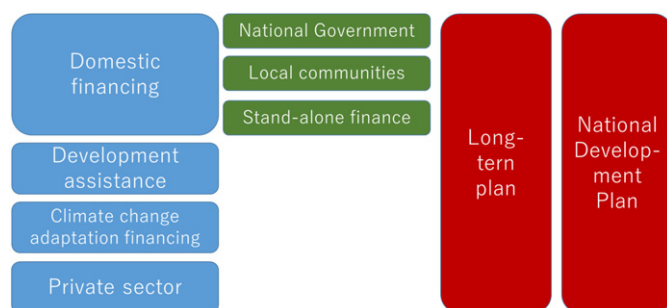 Domestic
financing
National Government
Local communities
Stand-alone finance
Development
assistance
Climate change
adaptation financing
Private sector
Long-
tern
plan
National
Develop-
ment
Plan